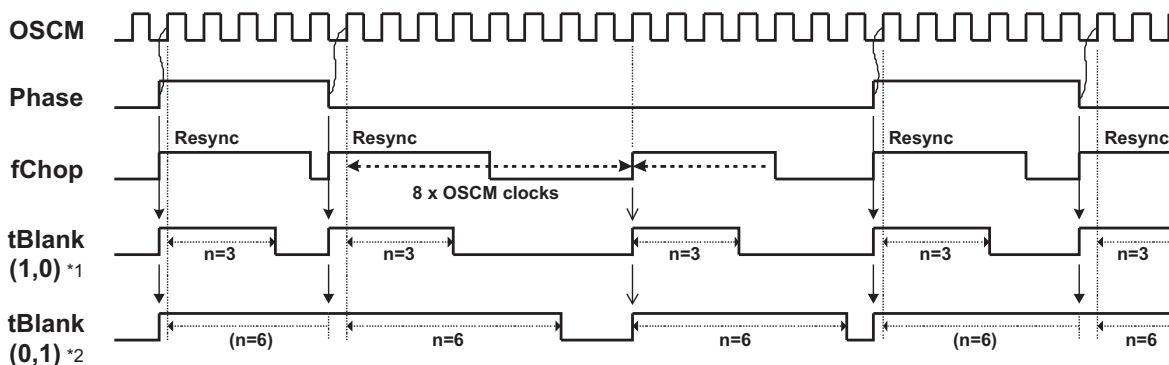 OSCM
Phase
Resync Resync Resync Resync Resync
fChop
8 x OSCM clocks
tBlank
(1,0) *1
n=3 n=3 n=3 n=3 n=3
tBlank
(0,1) *2
(n=6) n=6 n=6 (n=6) n=6